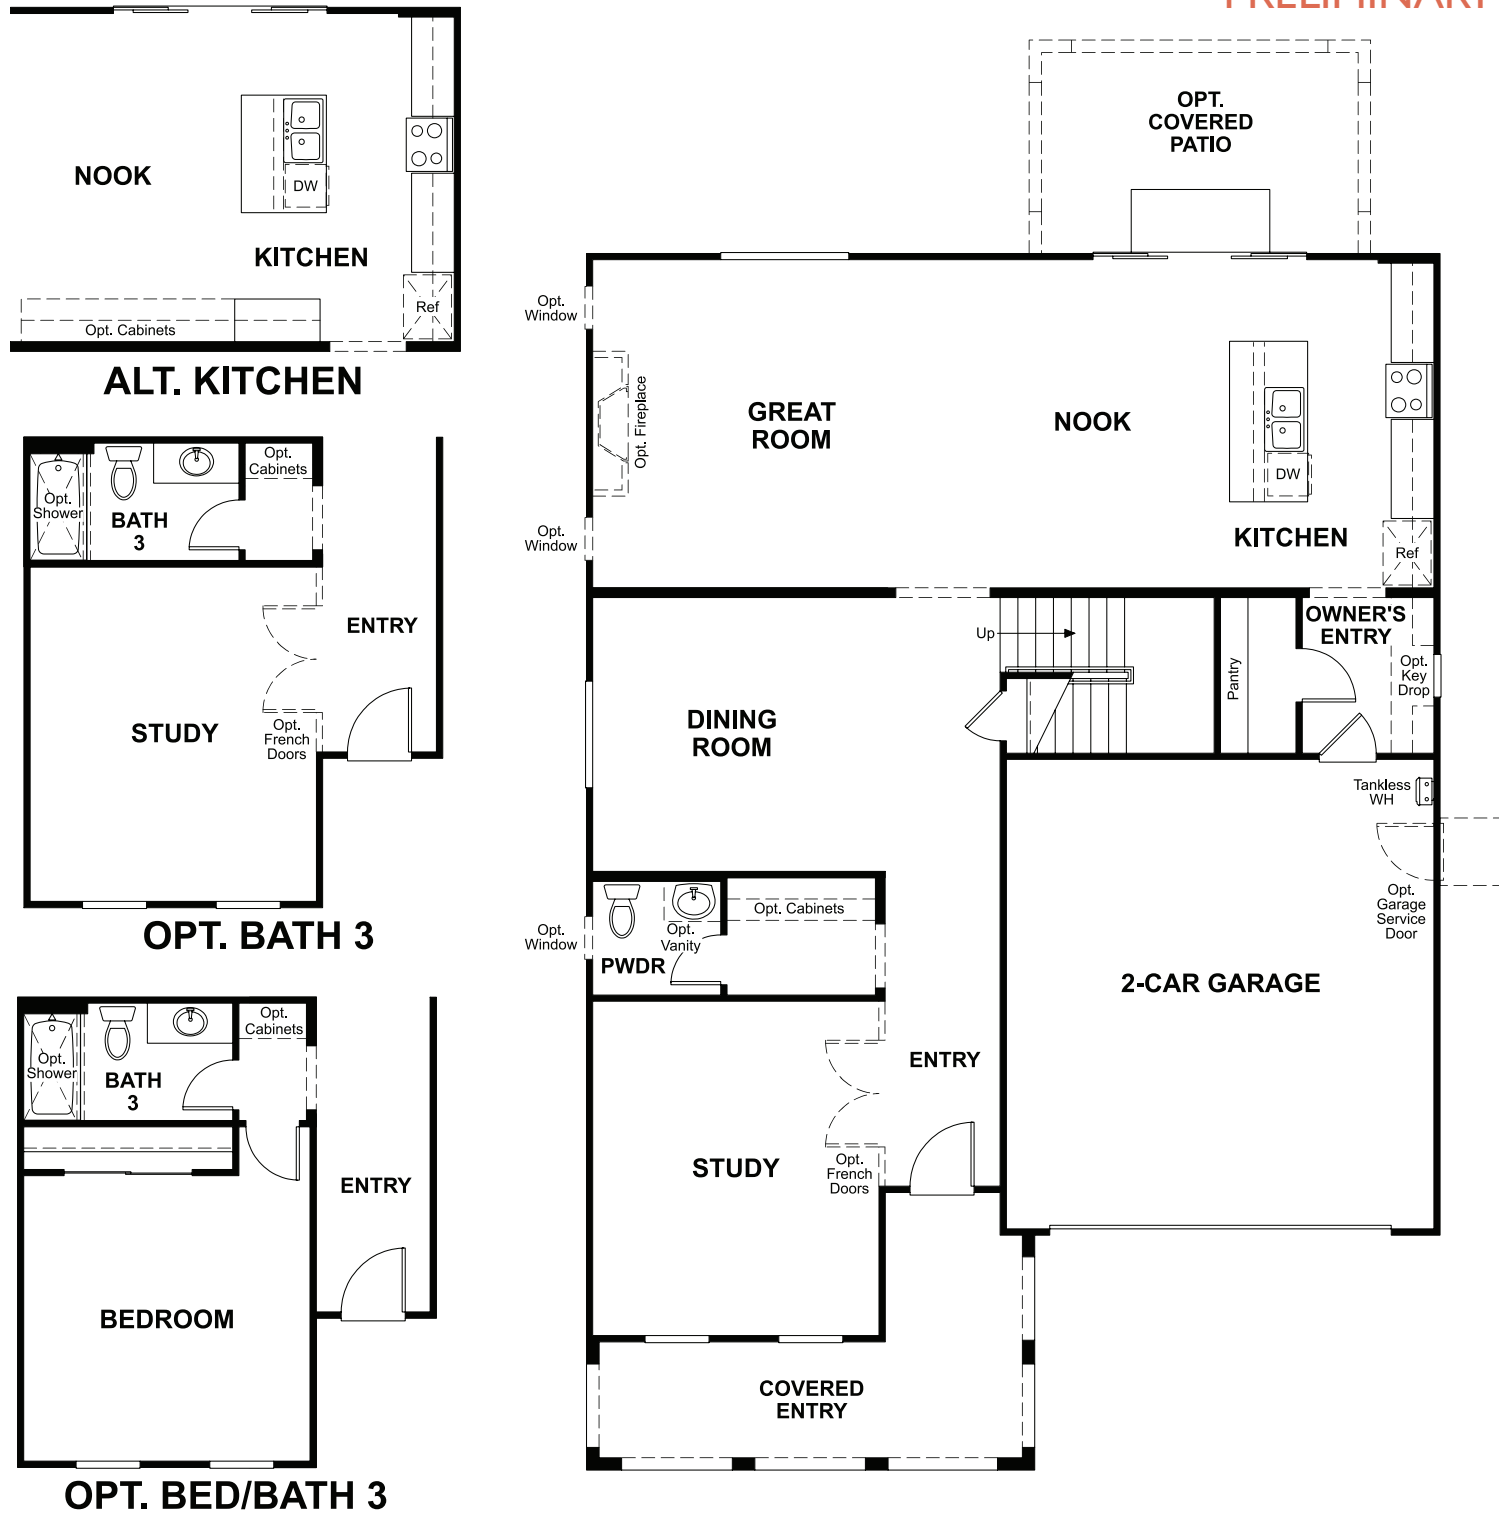 PRELIMINARY
NOOK
DW
KITCHEN
Ref
Opt. Cabinets
ALT. KITCHEN
Opt.
Cabinets
Opt.
Shower
BATH
3
ENTRY
STUDY
Opt.
French
Doors
OPT. BATH 3
Opt.
Cabinets
Opt.
Shower
BATH
3
ENTRY
BEDROOM
OPT. BED/BATH 3
OPT.
COVERED
PATIO
Opt.
Window
Opt. Fireplace
GREAT
ROOM
NOOK
DW
KITCHEN
Ref
Opt.
Window
OWNER'S
ENTRY
Up
Pantry
Opt.
Key
Drop
DINING
ROOM
Tankless
WH
Opt.
Garage
Service
Door
Opt. Cabinets
Opt.
Vanity
Opt.
Window
PWDR
2-CAR GARAGE
ENTRY
STUDY
Opt.
French
Doors
COVERED
ENTRY